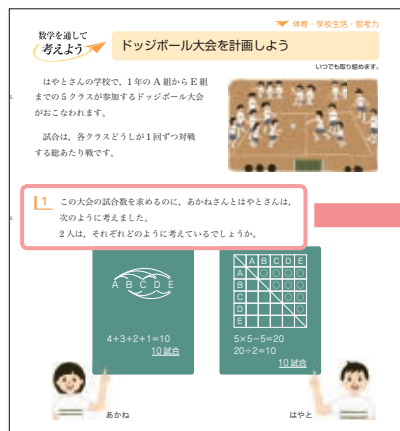 体育・学校生活・思考力
数学を通して
考えよう
ドッジボール大会を計画しよう
いつでも取り組めます。
はやとさんの学校で，1年のA組からE組
までの5クラスが参加するドッジボール大会
がおこなわれます。
試合は，各クラスどうしが1回ずつ対戦
する総あたり戦です。
1 この大会の試合数を求めるのに，あかねさんとはやとさんは，
次のように考えました。
2人は，それぞれどのように考えているでしょうか。
A B C D E
4+3+2+1=10
10試合
A B C D E
A ○ ○ ○ ○
B ○ ○ ○
C ○ ○
D ○
E
5×5−5=20
20÷2=10
10試合
あかね
はやと